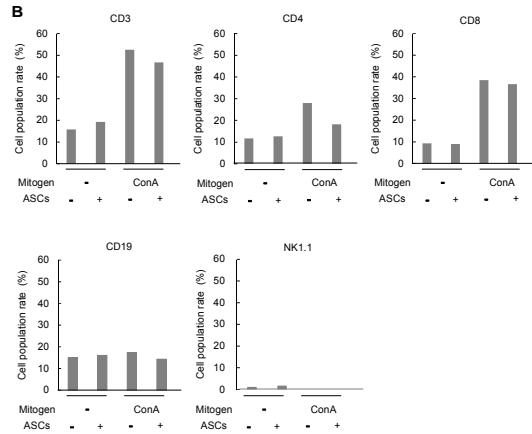 B
CD3
CD4
CD8
Cell population rate (%)
60
50
40
30
20
10
0
Cell population rate (%)
60
50
40
30
20
10
0
Cell population rate (%)
60
50
40
30
20
10
0
Mitogen - ConA
ASCs - + - +
Mitogen - ConA
ASCs - + - +
Mitogen - ConA
ASCs - + - +
CD19
NK1.1
Cell population rate (%)
60
50
40
30
20
10
0
Cell population rate (%)
60
50
40
30
20
10
0
Mitogen - ConA
ASCs - + - +
Mitogen - ConA
ASCs - + - +